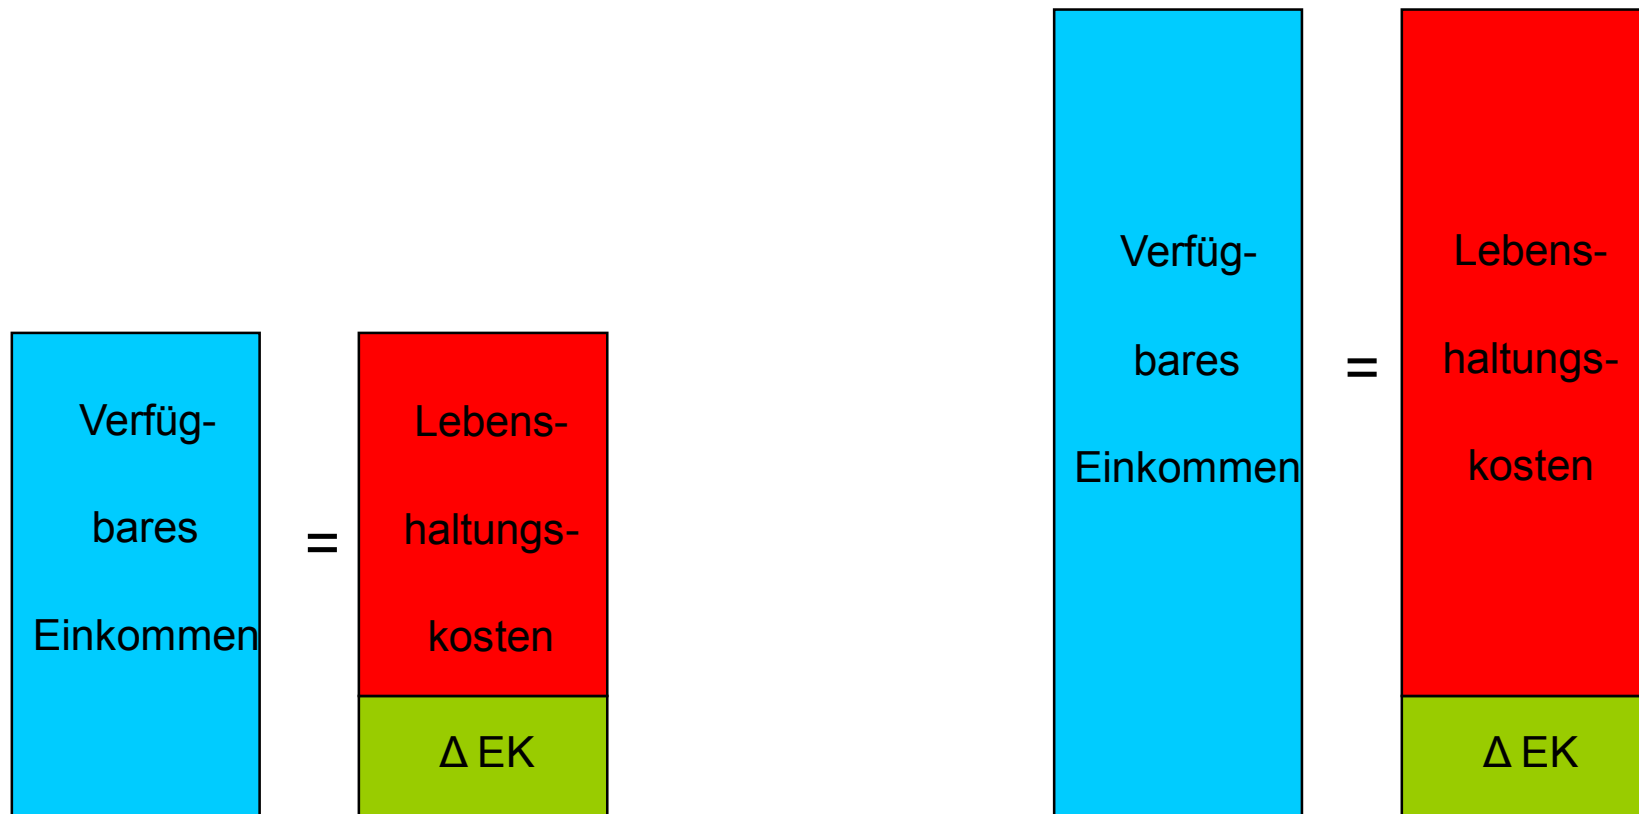 Verfüg-
bares
Einkommen
=
Lebens-
haltungs-
kosten
Δ EK
Verfüg-
bares
Einkommen
=
Lebens-
haltungs-
kosten
Δ EK